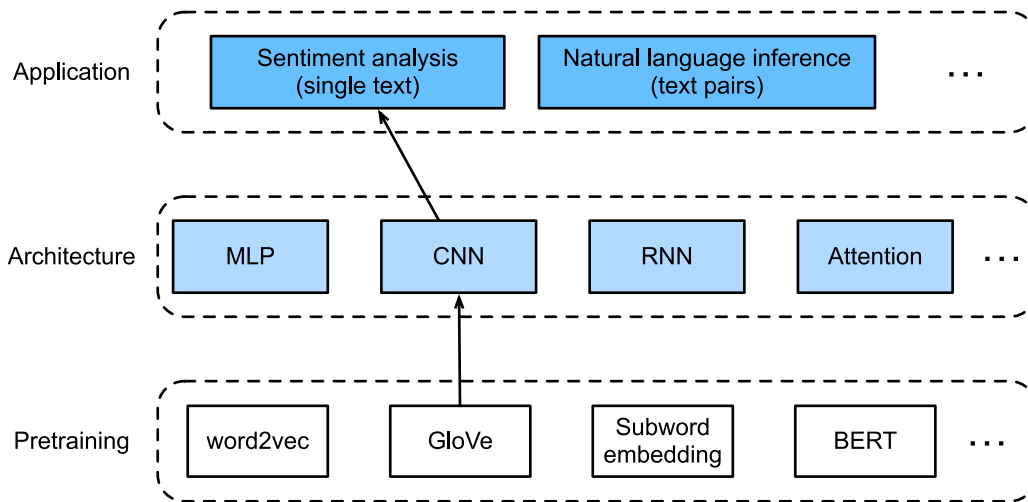 Application
Sentiment analysis
(single text)
Natural language inference
(text pairs)
...
Architecture
MLP
CNN
RNN
Attention
...
Pretraining
word2vec
GloVe
Subword
embedding
BERT
...